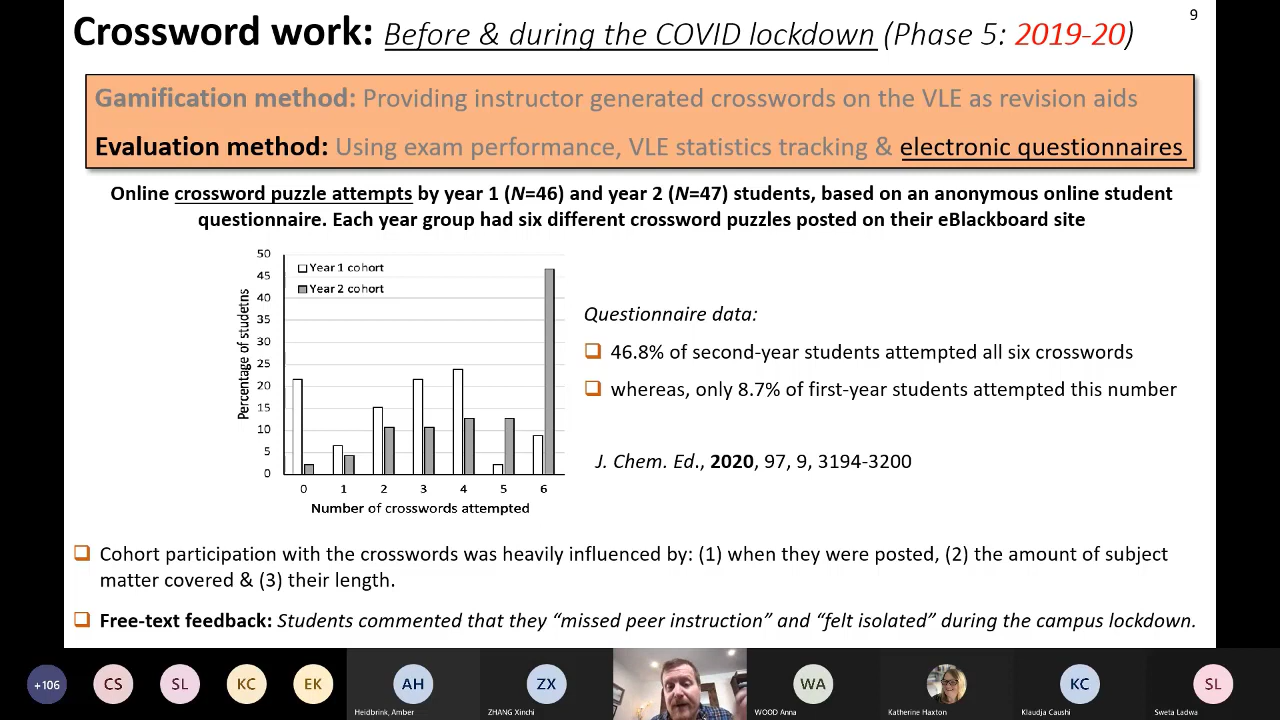 9
Crossword work: Before & during the COVID lockdown (Phase 5: 2019-20)
Gamification method: Providing instructor generated crosswords on the VLE as revision aids
Evaluation method: Using exam performance, VLE statistics tracking & electronic questionnaires
Online crossword puzzle attempts by year 1 (N=46) and year 2 (N=47) students, based on an anonymous online student
questionnaire. Each year group had six different crossword puzzles posted on their eBlackboard site
Percentage of studetns
50
45
40
35
30
25
20
15
10
5
0
Year 1 cohort
Year 2 cohort
0 1 2 3 4 5 6
Number of crosswords attempted
Questionnaire data:
46.8% of second-year students attempted all six crosswords
whereas, only 8.7% of first-year students attempted this number
J. Chem. Ed., 2020, 97, 9, 3194-3200
Cohort participation with the crosswords was heavily influenced by: (1) when they were posted, (2) the amount of subject
matter covered & (3) their length.
Free-text feedback: Students commented that they “missed peer instruction” and “felt isolated” during the campus lockdown.
+106 CS SL KC EK AH ZX WA KC SL
Heidbrink, Amber ZHANG Xinchi WOOD Anna Katherine Haxton Klaudja Caushi Sweta Ladwa